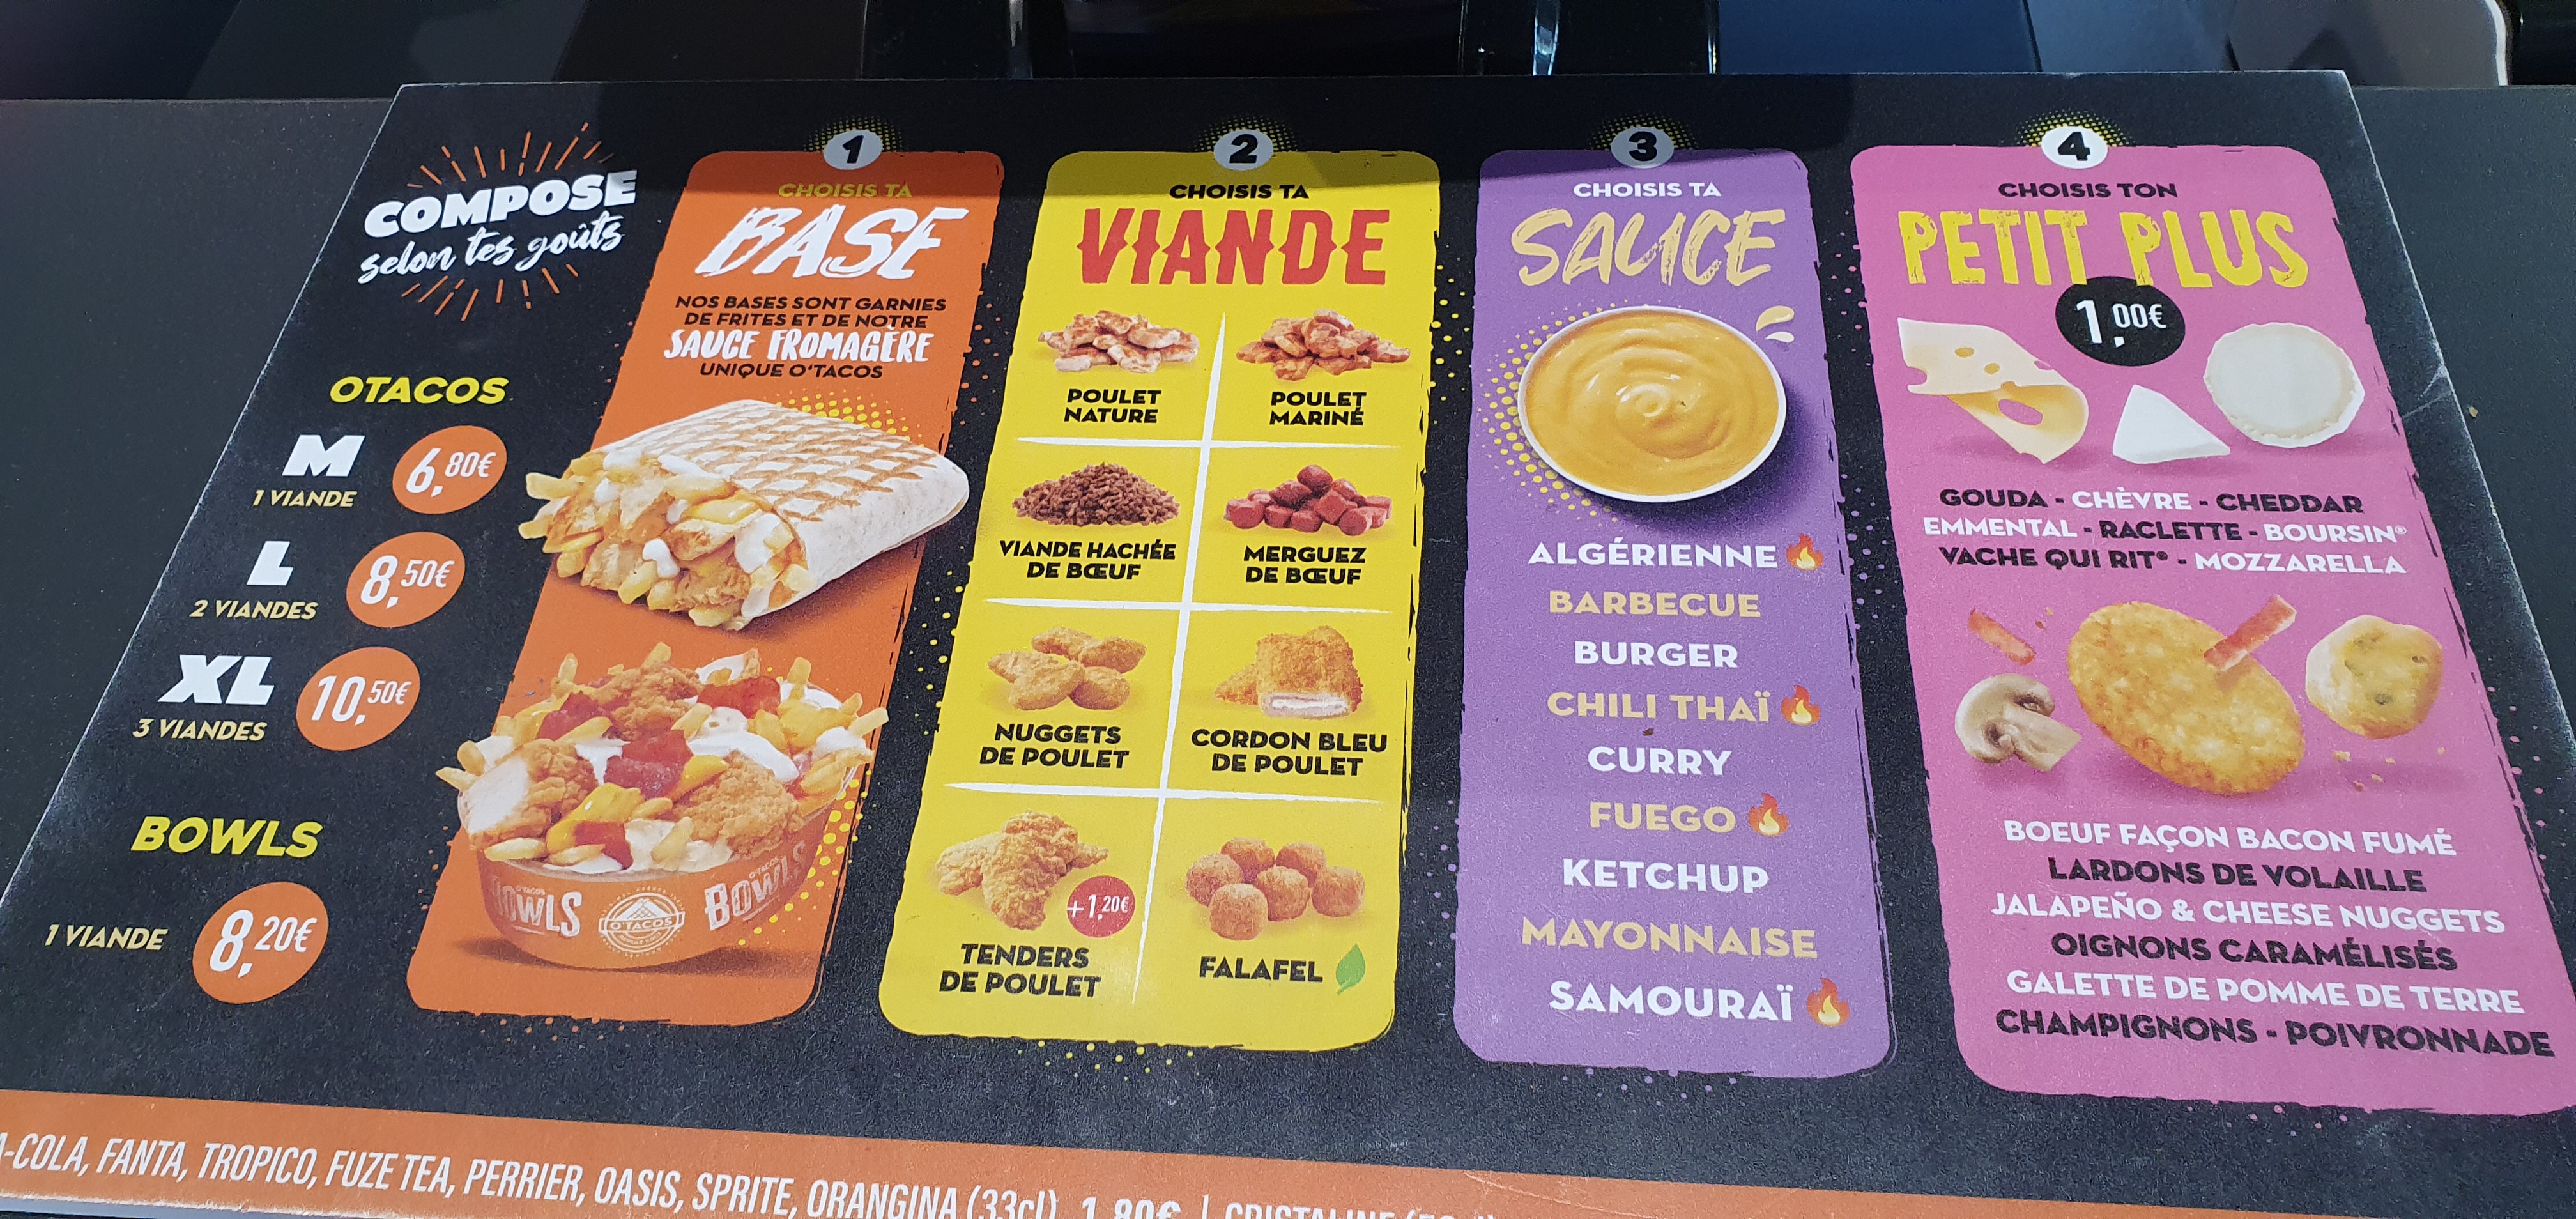 COMPOSE
selon tes goûts
OTACOS
M
1 VIANDE
6,80€
L
2 VIANDES
8,50€
XL
3 VIANDES
10,50€
BOWLS
1 VIANDE
8,20€
1
CHOISIS TA
BASE
NOS BASES SONT GARNIES
DE FRITES ET DE NOTRE
SAUCE FROMAGÈRE
UNIQUE O'TACOS
O'TACOS
BOWLS
O'TACOS
O'TACOS
BOWLS
2
CHOISIS TA
VIANDE
POULET
NATURE
POULET
MARINÉ
VIANDE HACHÉE
DE BŒUF
MERGUEZ
DE BŒUF
NUGGETS
DE POULET
CORDON BLEU
DE POULET
+1,20€
TENDERS
DE POULET
FALAFEL
3
CHOISIS TA
SAUCE
ALGÉRIENNE
BARBECUE
BURGER
CHILI THAÏ
CURRY
FUEGO
KETCHUP
MAYONNAISE
SAMOURAÏ
4
CHOISIS TON
PETIT PLUS
1,00€
GOUDA - CHÈVRE - CHEDDAR
EMMENTAL - RACLETTE - BOURSIN®
VACHE QUI RIT® - MOZZARELLA
BOEUF FAÇON BACON FUMÉ
LARDONS DE VOLAILLE
JALAPEÑO & CHEESE NUGGETS
OIGNONS CARAMÉLISÉS
GALETTE DE POMME DE TERRE
CHAMPIGNONS - POIVRONNADE
A-COLA, FANTA, TROPICO, FUZE TEA, PERRIER, OASIS, SPRITE, ORANGINA (33cl) 1,80€ | CRISTALINE